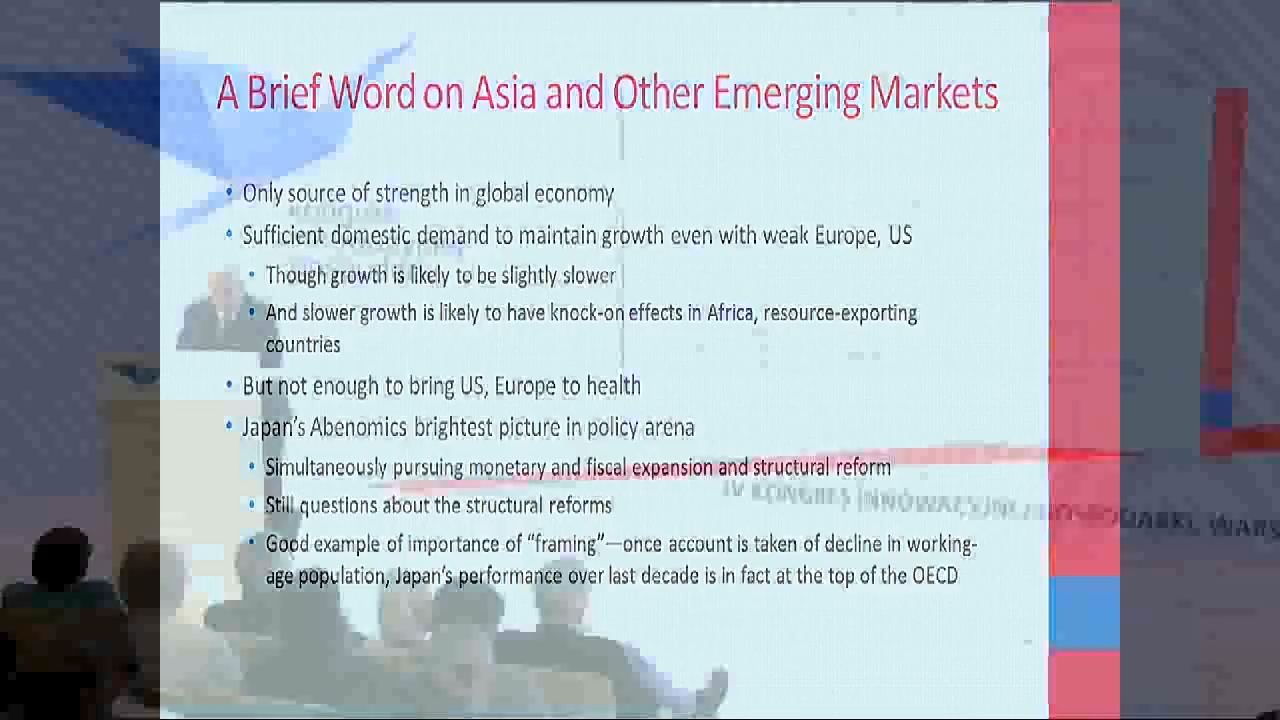 A Brief Word on Asia and Other Emerging Markets
• Only source of strength in global economy
• Sufficient domestic demand to maintain growth even with weak Europe, US
• Though growth is likely to be slightly slower
• And slower growth is likely to have knock-on effects in Africa, resource-exporting
countries
• But not enough to bring US, Europe to health
• Japan's Abenomics brightest picture in policy arena
• Simultaneously pursuing monetary and fiscal expansion and structural reform
• Still questions about the structural reforms
• Good example of importance of “framing”—once account is taken of decline in working-
age population, Japan's performance over last decade is in fact at the top of the OECD
IV KONGRES